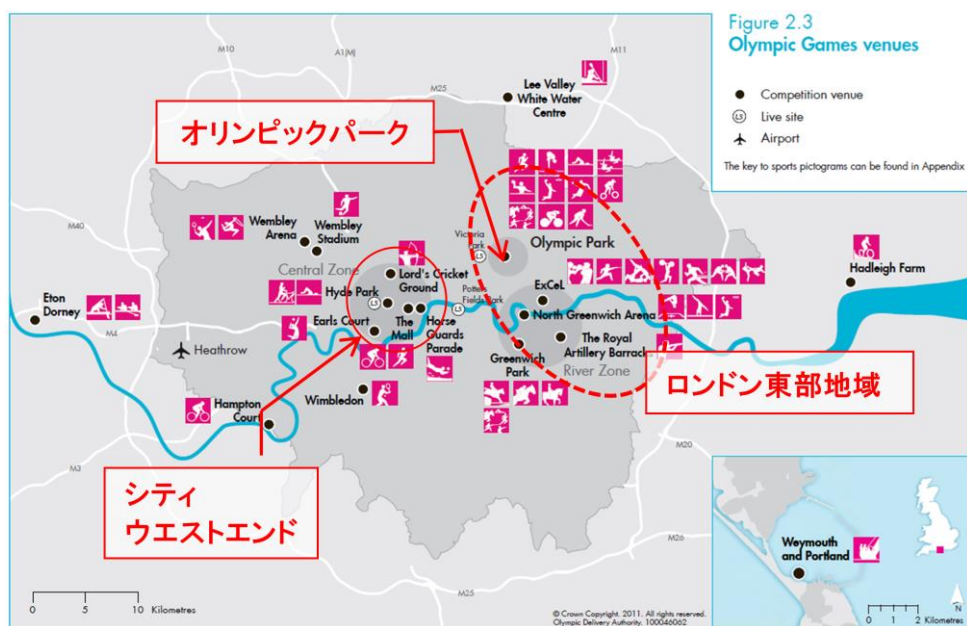 Figure 2.3
Olympic Games venues
Competition venue
LS
Live site
Airport
The key to sports pictograms can be found in Appendix
M10
A1(M)
M11
M25
Lee Valley
White Water
Centre
オリンピックパーク
M40
Wembley
Arena
Wembley
Stadium
Victoria
Park
LS
Olympic Park
Central Zone
Lord's Cricket
Ground
Hadleigh Farm
Hyde Park
LS
Potters
Fields Park
LS
ExCeL
Eton
Dorney
Earls Court
The
Mall
Horse
Guards
Parade
North Greenwich Arena
M4
Heathrow
The Royal
Artillery Barracks
Greenwich
Park
River Zone
ロンドン東部地域
Wimbledon
Hampton
Court
M20
M3
シティ
ウエストエンド
Weymouth
and Portland
M26
M25
0 5 10 Kilometres
© Crown Copyright. 2011. All rights reserved.
Olympic Delivery Authority. 100046062
N
0 1 2 Kilometres